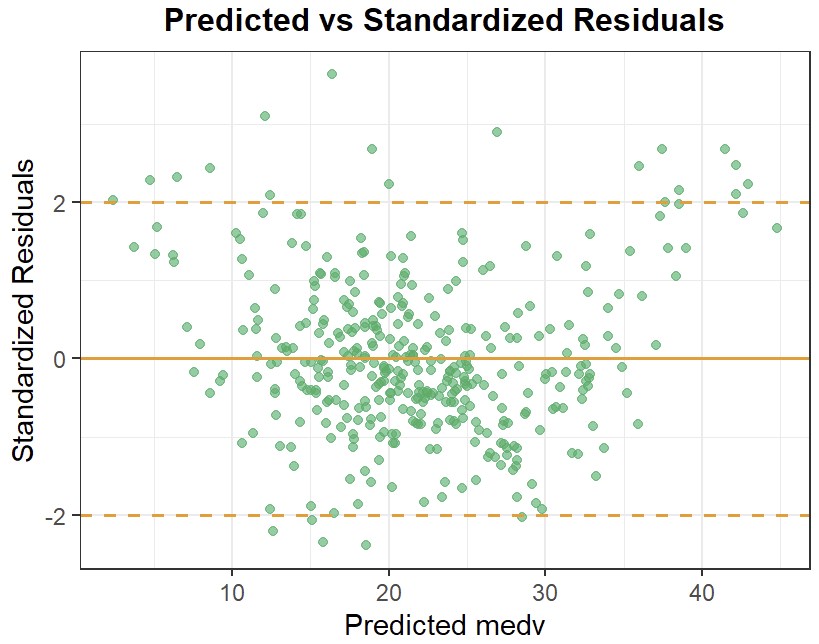 Predicted vs Standardized Residuals
Standardized Residuals
2
0
-2
10 20 30 40
Predicted medv